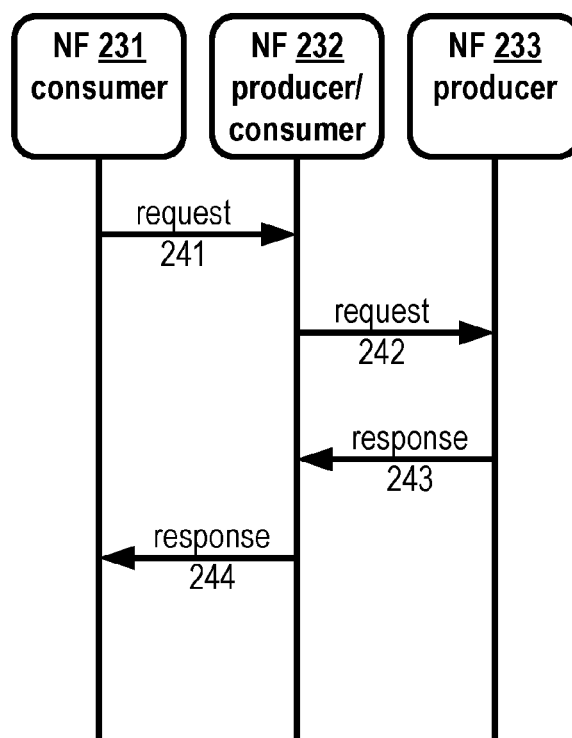 NF 231
consumer
NF 232
producer/
consumer
NF 233
producer
request
241
request
242
response
243
response
244